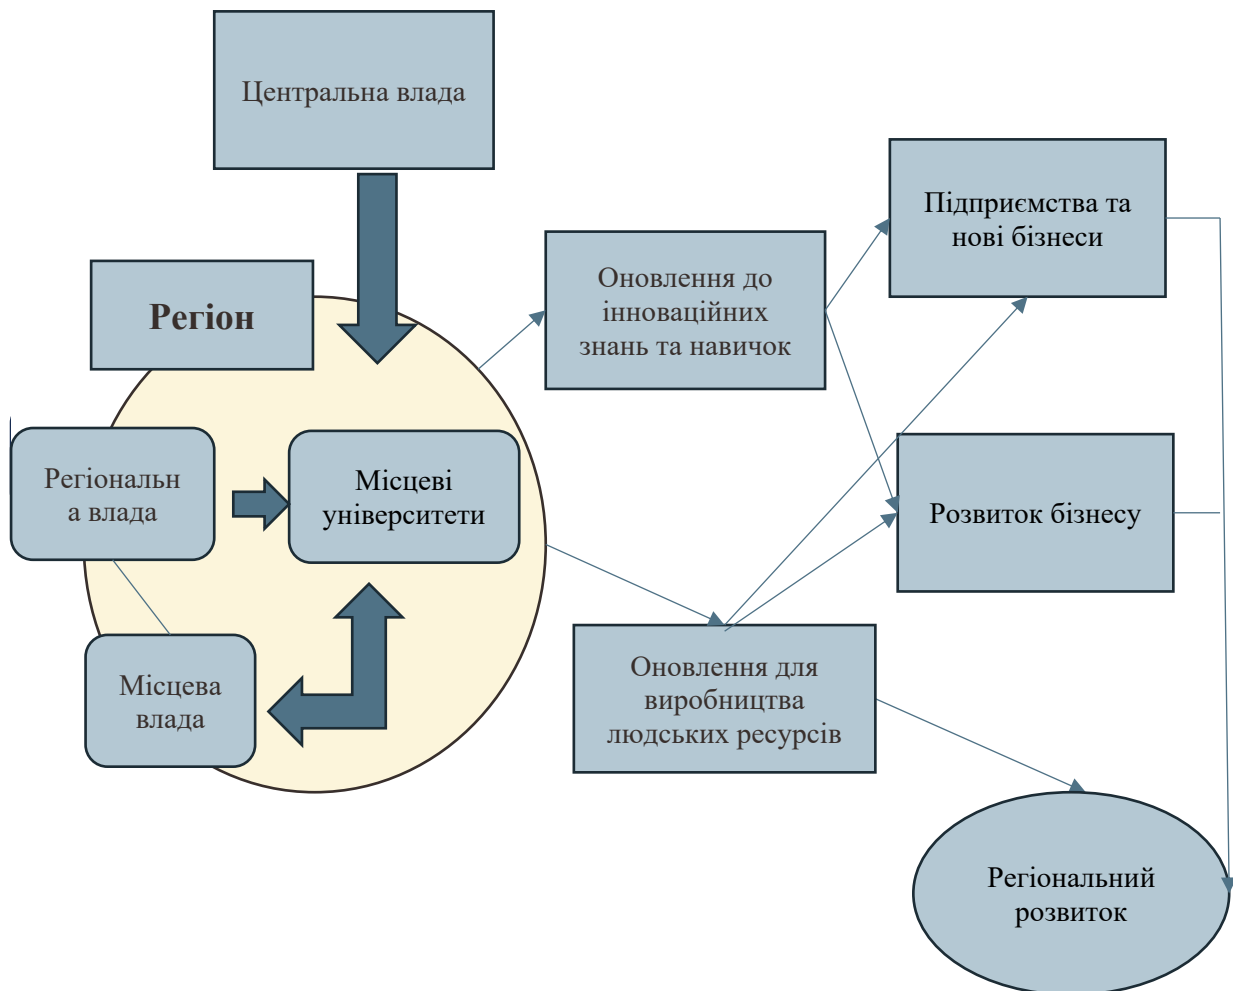 Центральна влада
Підприємства та
нові бізнеси
Оновлення до
інноваційних
знань та навичок
Регіон
Регіональн
а влада
Місцеві
університети
Розвиток бізнесу
Місцева
влада
Оновлення для
виробництва
людських ресурсів
Регіональний
розвиток